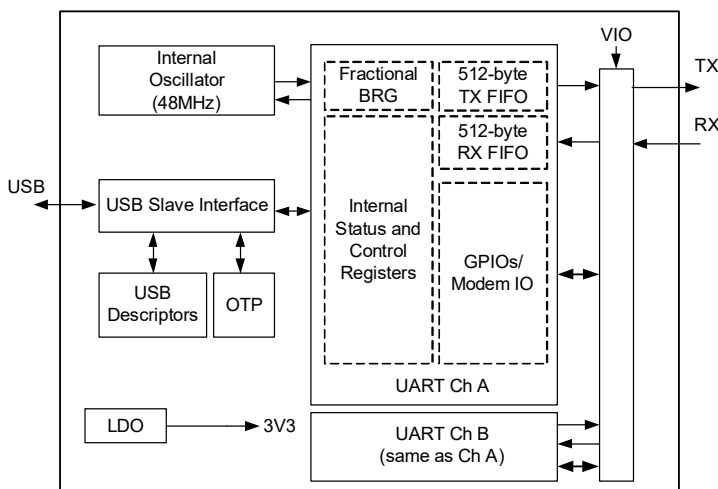 VIO
Internal
Oscillator
(48MHz)
Fractional
BRG
512-byte
TX FIFO
TX
512-byte
RX FIFO
RX
USB
USB Slave Interface
Internal
Status and
Control
Registers
GPIOs/
Modem IO
USB
Descriptors
OTP
UART Ch A
LDO
3V3
UART Ch B
(same as Ch A)